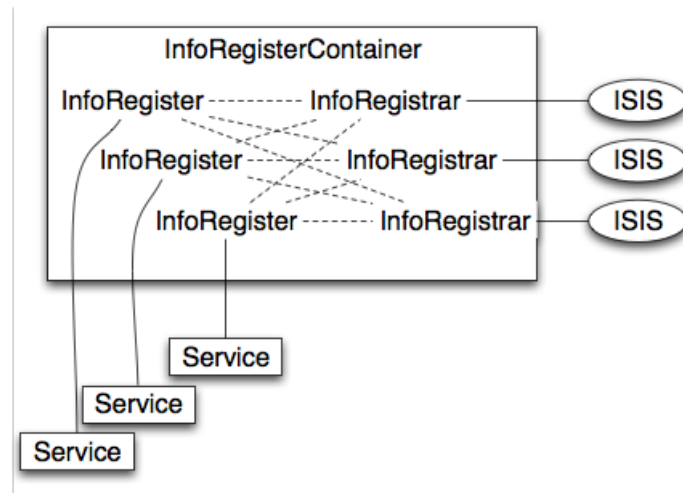 InfoRegisterContainer
InfoRegister InfoRegistrar ISIS
InfoRegister InfoRegistrar ISIS
InfoRegister InfoRegistrar ISIS
Service
Service
Service